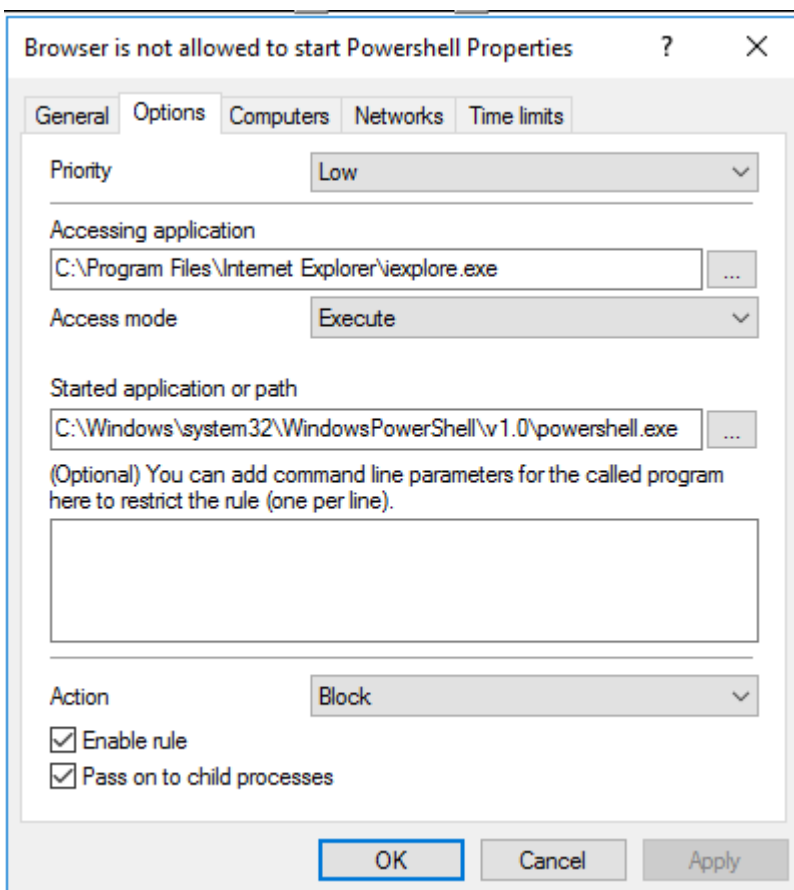 Browser is not allowed to start Powershell Properties ?
General Options Computers Networks Time limits
Priority Low
Accessing application
C:\Program Files\Internet Explorer\iexplore.exe ...
Access mode Execute
Started application or path
C:\Windows\system32\WindowsPowerShell\v1.0\powershell.exe ...
(Optional) You can add command line parameters for the called program
here to restrict the rule (one per line).
Action Block
Enable rule
Pass on to child processes
OK Cancel Apply